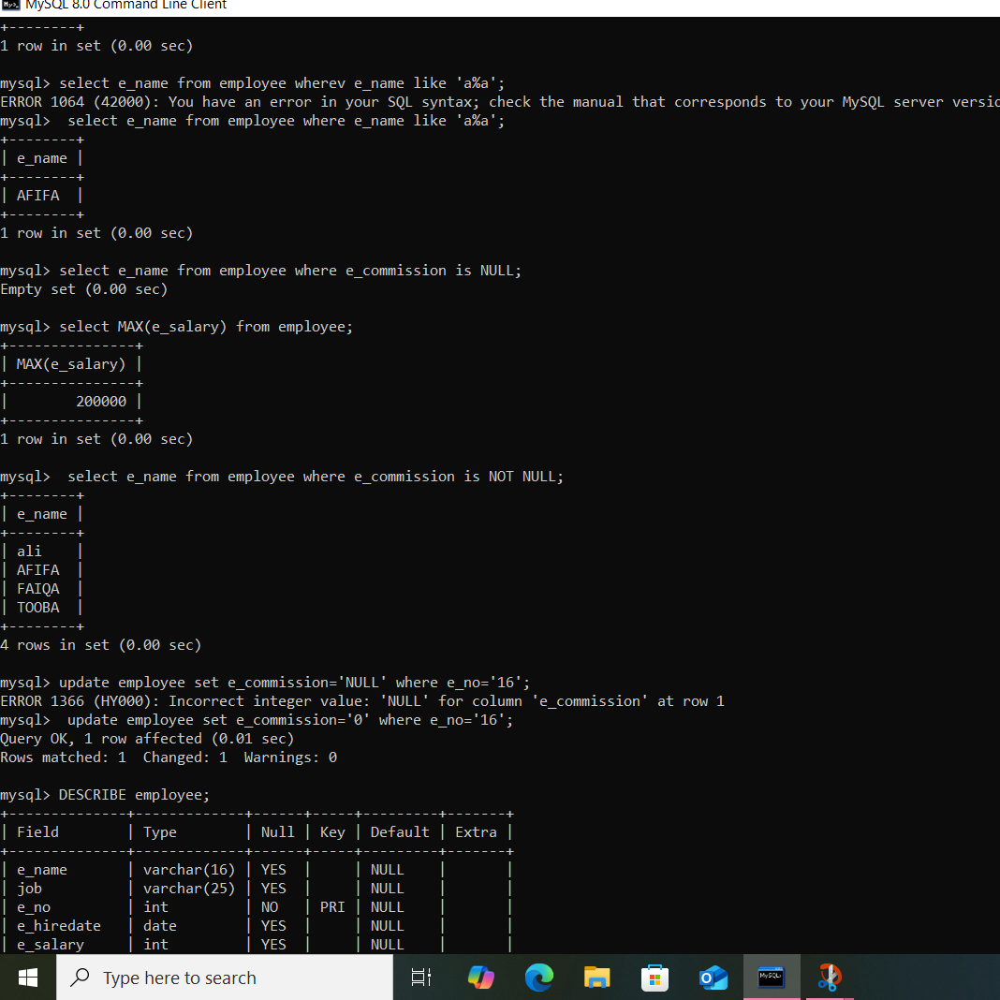 MySQL 8.0 Command Line Client
+--------+
1 row in set (0.00 sec)
mysql> select e_name from employee wherev e_name like 'a%a';
ERROR 1064 (42000): You have an error in your SQL syntax; check the manual that corresponds to your MySQL server versio
mysql>  select e_name from employee where e_name like 'a%a';
+--------+
| e_name |
+--------+
| AFIFA  |
+--------+
1 row in set (0.00 sec)
mysql> select e_name from employee where e_commission is NULL;
Empty set (0.00 sec)
mysql> select MAX(e_salary) from employee;
+---------------+
| MAX(e_salary) |
+---------------+
|        200000 |
+---------------+
1 row in set (0.00 sec)
mysql>  select e_name from employee where e_commission is NOT NULL;
+--------+
| e_name |
+--------+
| ali    |
| AFIFA  |
| FAIQA  |
| TOOBA  |
+--------+
4 rows in set (0.00 sec)
mysql> update employee set e_commission='NULL' where e_no='16';
ERROR 1366 (HY000): Incorrect integer value: 'NULL' for column 'e_commission' at row 1
mysql>  update employee set e_commission='0' where e_no='16';
Query OK, 1 row affected (0.01 sec)
Rows matched: 1  Changed: 1  Warnings: 0
mysql> DESCRIBE employee;
+--------------+-------------+------+-----+---------+-------+
| Field        | Type        | Null | Key | Default | Extra |
+--------------+-------------+------+-----+---------+-------+
| e_name       | varchar(16) | YES  |     | NULL    |       |
| job          | varchar(25) | YES  |     | NULL    |       |
| e_no         | int         | NO   | PRI | NULL    |       |
| e_hiredate   | date        | YES  |     | NULL    |       |
| e_salary     | int         | YES  |     | NULL    |       |
Type here to search